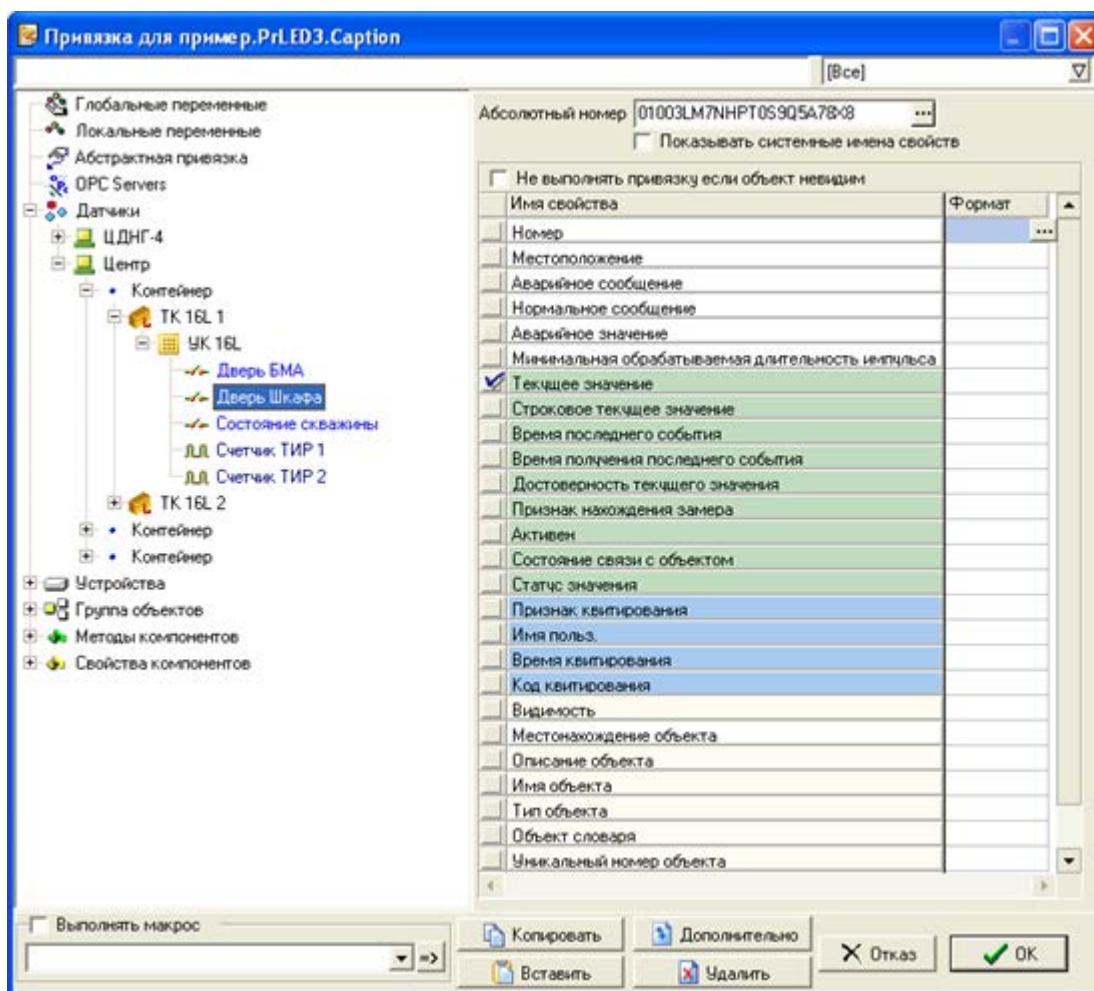 Привязка для пример.PrLED3.Caption
[Все]
Глобальные переменные
Локальные переменные
Абстрактная привязка
OPC Servers
Датчики
ЦДНГ-4
Центр
Контейнер
ТК 16L 1
УК 16L
Дверь БМА
Дверь Шкафа
Состояние скважины
Счетчик ТИР 1
Счетчик ТИР 2
ТК 16L 2
Контейнер
Контейнер
Устройства
Группа объектов
Методы компонентов
Свойства компонентов
Абсолютный номер 01003LM7NHPT0S9Q5A78X8 ...
Показывать системные имена свойств
Не выполнять привязку если объект невидим
Имя свойства Формат
Номер ...
Местоположение
Аварийное сообщение
Нормальное сообщение
Аварийное значение
Минимальная обрабатываемая длительность импульса
Текущее значение
Строковое текущее значение
Время последнего события
Время получения последнего события
Достоверность текущего значения
Признак нахождения замера
Активен
Состояние связи с объектом
Статус значения
Признак квитирования
Имя польз.
Время квитирования
Код квитирования
Видимость
Местонахождение объекта
Описание объекта
Имя объекта
Тип объекта
Объект словаря
Уникальный номер объекта
Выполнять макрос
=>
Копировать
Дополнительно
Вставить
Удалить
Отказ
OK